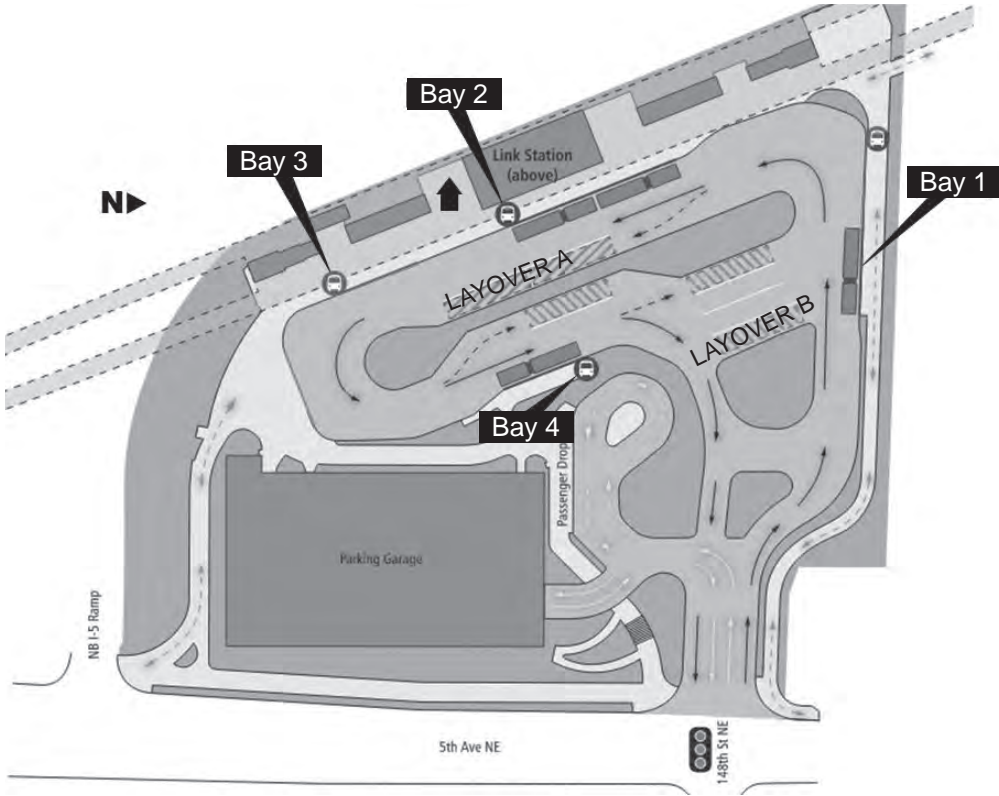 Bay 2
Link Station
(above)
Bay 3
N
Bay 1
LAYOVER A
LAYOVER B
Bay 4
Passenger Drop
Parking Garage
NB I-5 Ramp
5th Ave NE
148th St NE